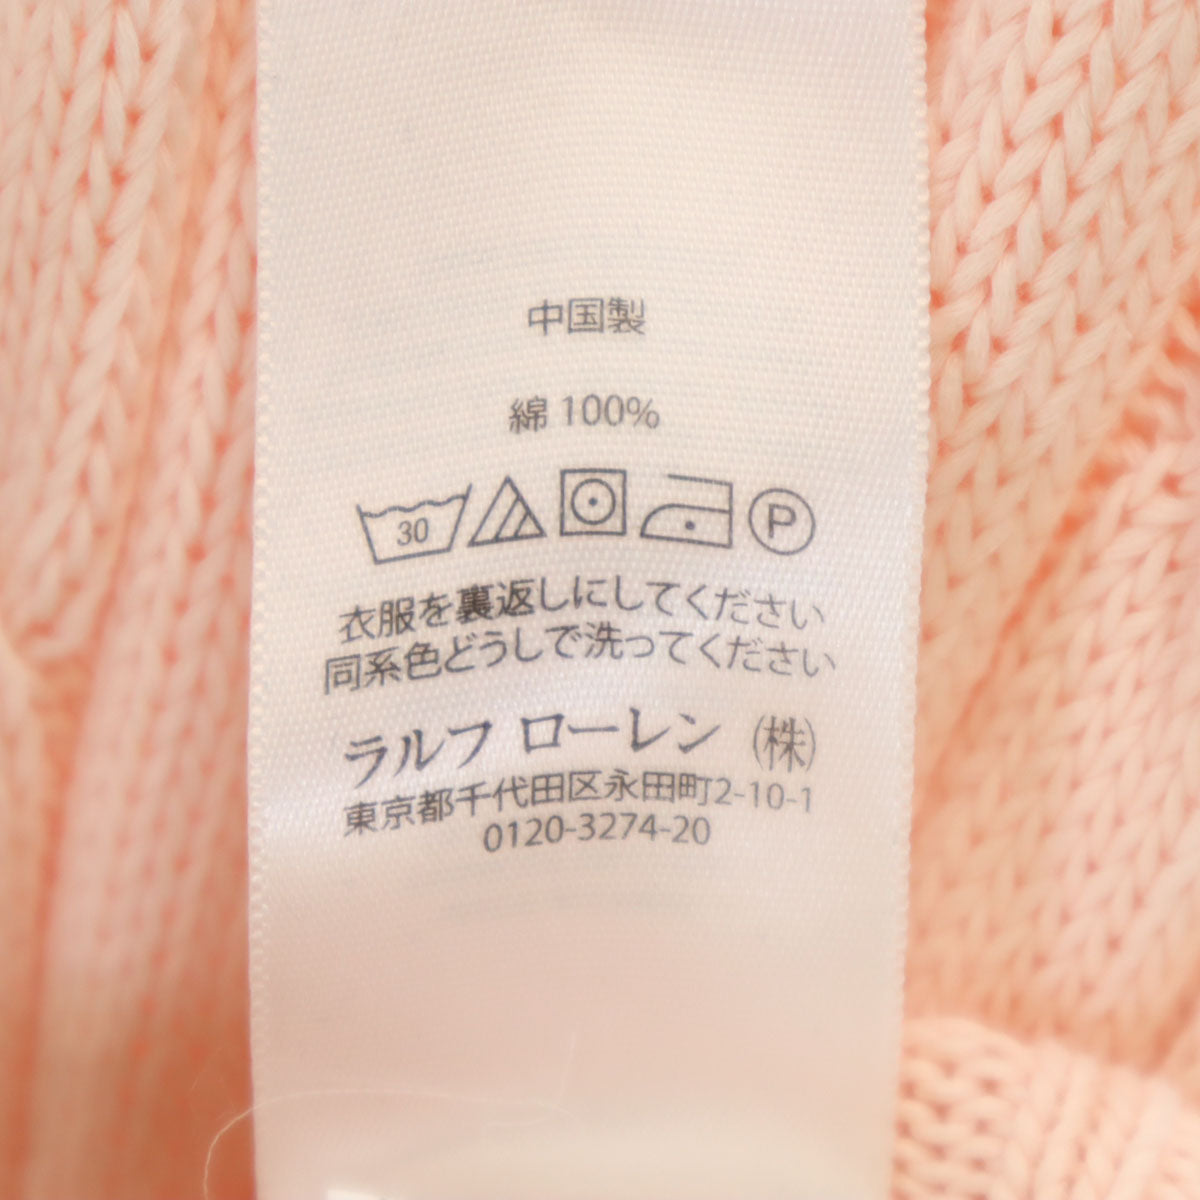 中国製
綿 100%
30 P
衣服を裏返しにしてください
同系色どうしで洗ってください
ラルフ ローレン (株)
東京都千代田区永田町2-10-1
0120-3274-20